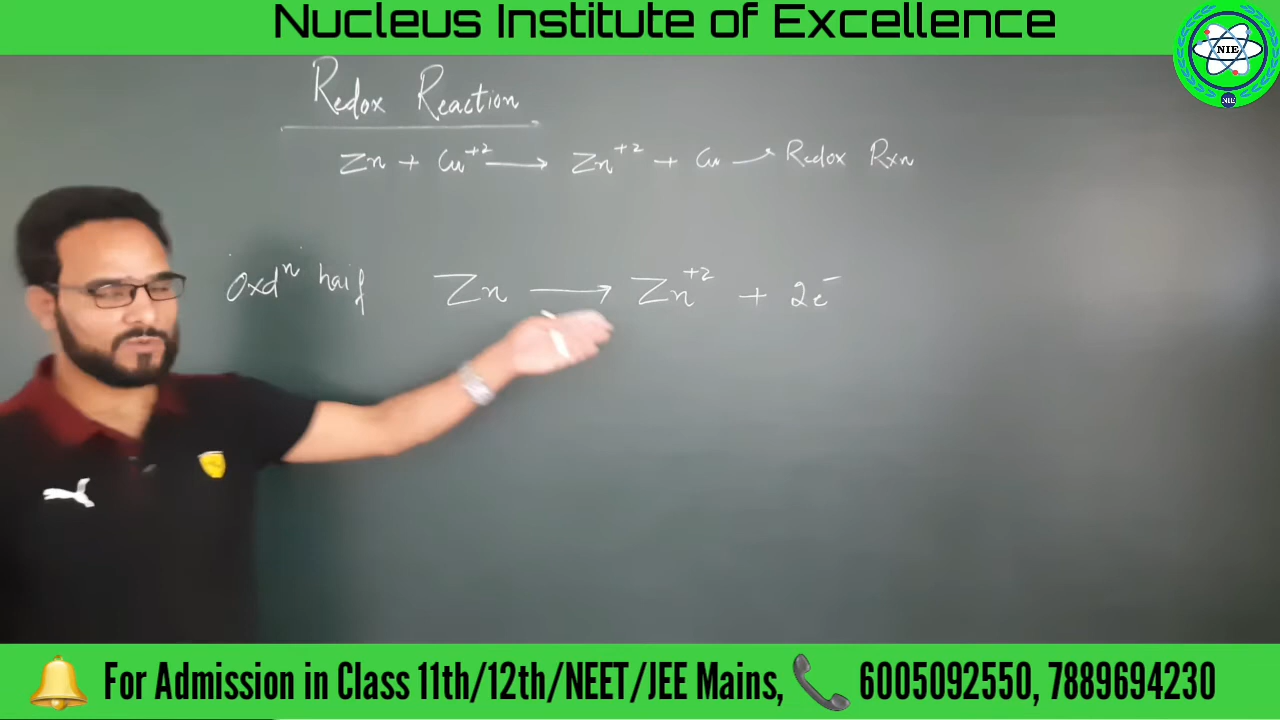 Nucleus Institute of Excellence
NIE
NIE
Redox Reaction
Zn + Cu⁺² ⟶ Zn⁺² + Cu ⟶ Redox Rxn
"Oxdⁿ" half Zn ⟶ Zn⁺² + 2e⁻
For Admission in Class 11th/12th/NEET/JEE Mains, 6005092550, 7889694230